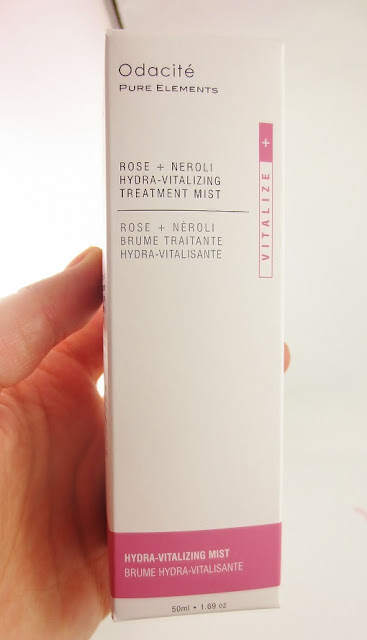 Odacité
PURE ELEMENTS
ROSE + NEROLI
HYDRA-VITALIZING
TREATMENT MIST
ROSE + NÉROLI
BRUME TRAITANTE
HYDRA-VITALISANTE
VITALIZE +
HYDRA-VITALIZING MIST
BRUME HYDRA-VITALISANTE
50ml • 1.69 oz